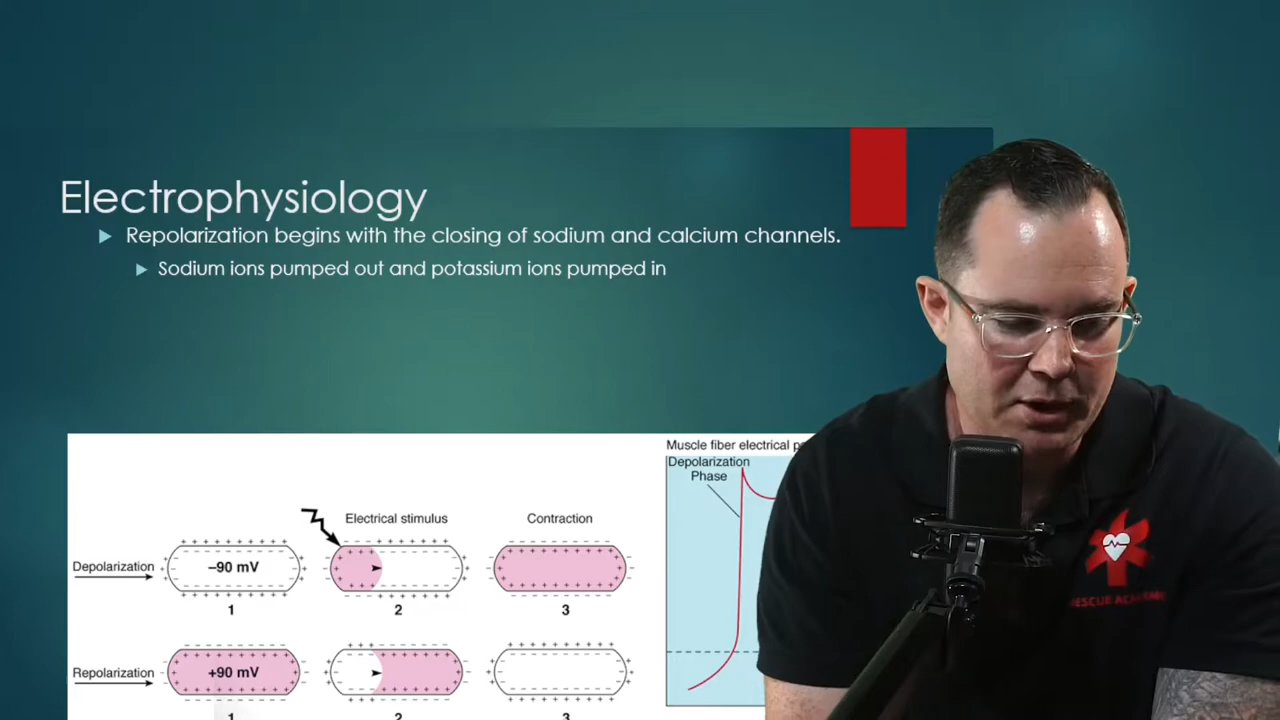 Electrophysiology
Repolarization begins with the closing of sodium and calcium channels.
Sodium ions pumped out and potassium ions pumped in
Muscle fiber electrical
Depolarization
Phase
Electrical stimulus
Contraction
Depolarization
–90 mV
1
2
3
Repolarization
+90 mV
1
2
3
RESCUE